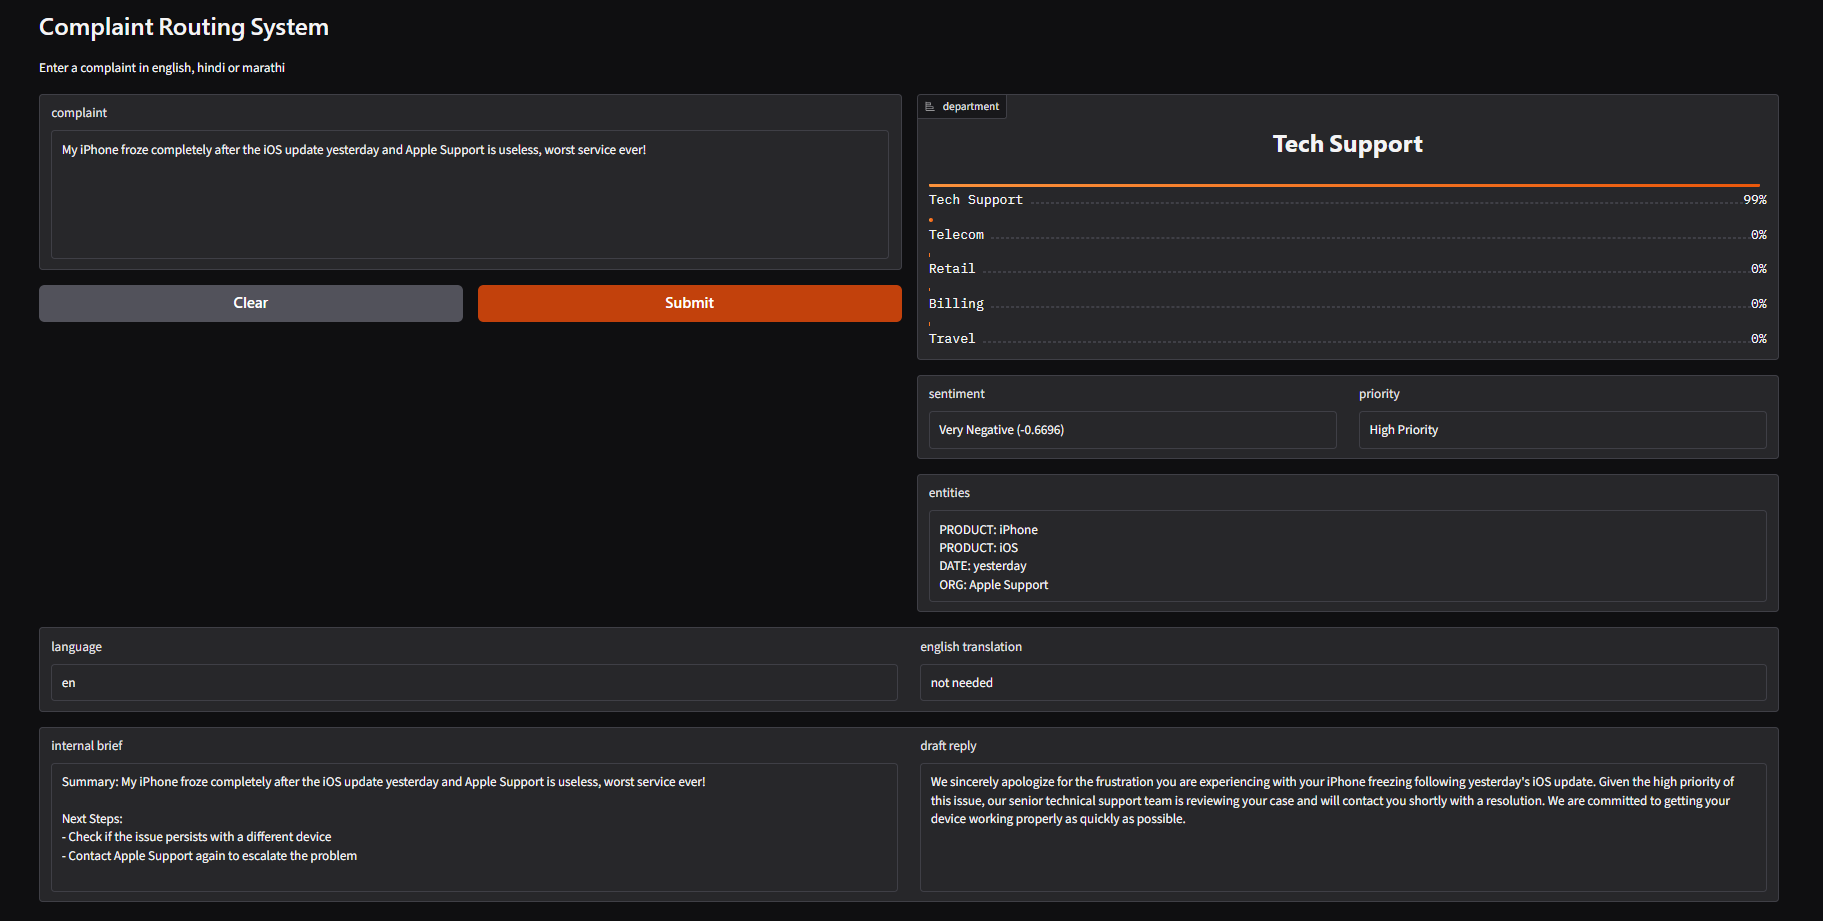 Complaint Routing System
Enter a complaint in english, hindi or marathi
complaint
My iPhone froze completely after the iOS update yesterday and Apple Support is useless, worst service ever!
Clear
Submit
department
Tech Support
Tech Support 99%
Telecom 0%
Retail 0%
Billing 0%
Travel 0%
sentiment
Very Negative (-0.6696)
priority
High Priority
entities
PRODUCT: iPhone
PRODUCT: iOS
DATE: yesterday
ORG: Apple Support
language
en
english translation
not needed
internal brief
Summary: My iPhone froze completely after the iOS update yesterday and Apple Support is useless, worst service ever!
Next Steps:
- Check if the issue persists with a different device
- Contact Apple Support again to escalate the problem
draft reply
We sincerely apologize for the frustration you are experiencing with your iPhone freezing following yesterday's iOS update. Given the high priority of
this issue, our senior technical support team is reviewing your case and will contact you shortly with a resolution. We are committed to getting your
device working properly as quickly as possible.